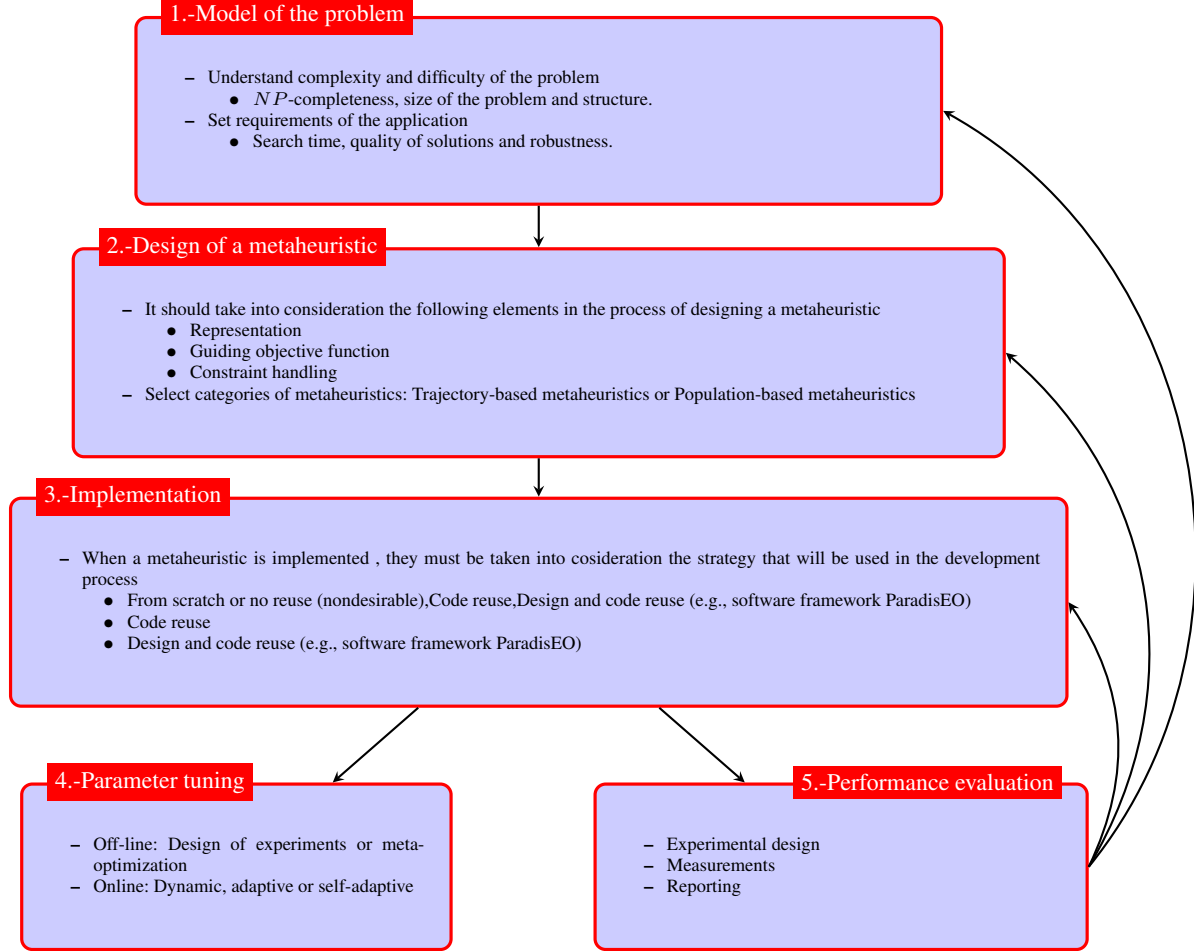 1.-Model of the problem
– Understand complexity and difficulty of the problem
• NP-completeness, size of the problem and structure.
– Set requirements of the application
• Search time, quality of solutions and robustness.
2.-Design of a metaheuristic
– It should take into consideration the following elements in the process of designing a metaheuristic
• Representation
• Guiding objective function
• Constraint handling
– Select categories of metaheuristics: Trajectory-based metaheuristics or Population-based metaheuristics
3.-Implementation
– When a metaheuristic is implemented , they must be taken into cosideration the strategy that will be used in the development
process
• From scratch or no reuse (nondesirable),Code reuse,Design and code reuse (e.g., software framework ParadisEO)
• Code reuse
• Design and code reuse (e.g., software framework ParadisEO)
4.-Parameter tuning
– Off-line: Design of experiments or meta-
optimization
– Online: Dynamic, adaptive or self-adaptive
5.-Performance evaluation
– Experimental design
– Measurements
– Reporting